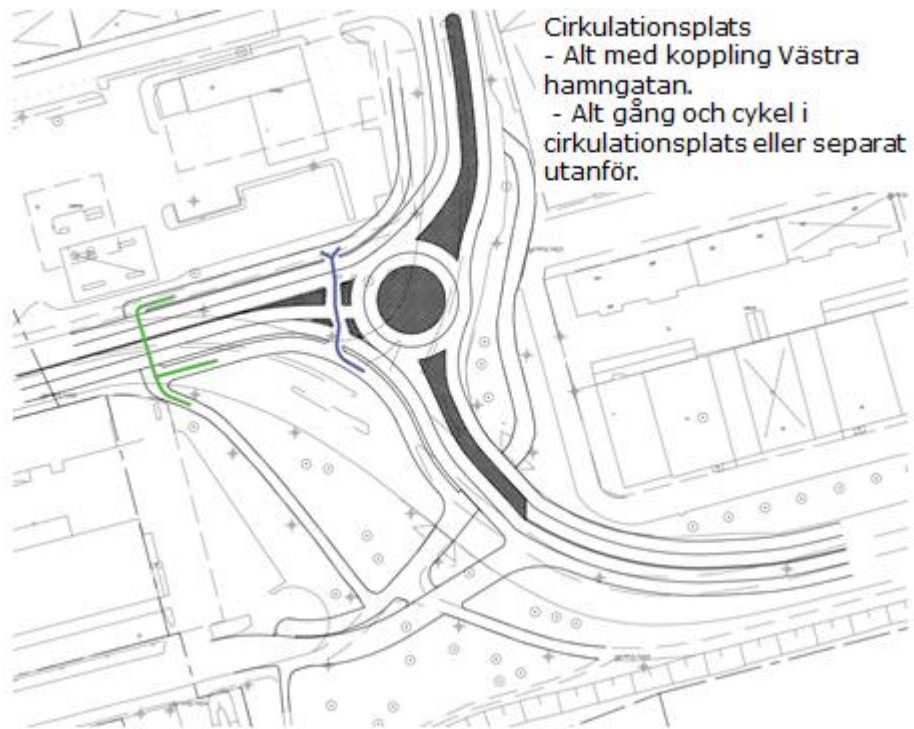 Cirkulationsplats
- Alt med koppling Västra
hamngatan.
- Alt gång och cykel i
cirkulationsplats eller separat
utanför.